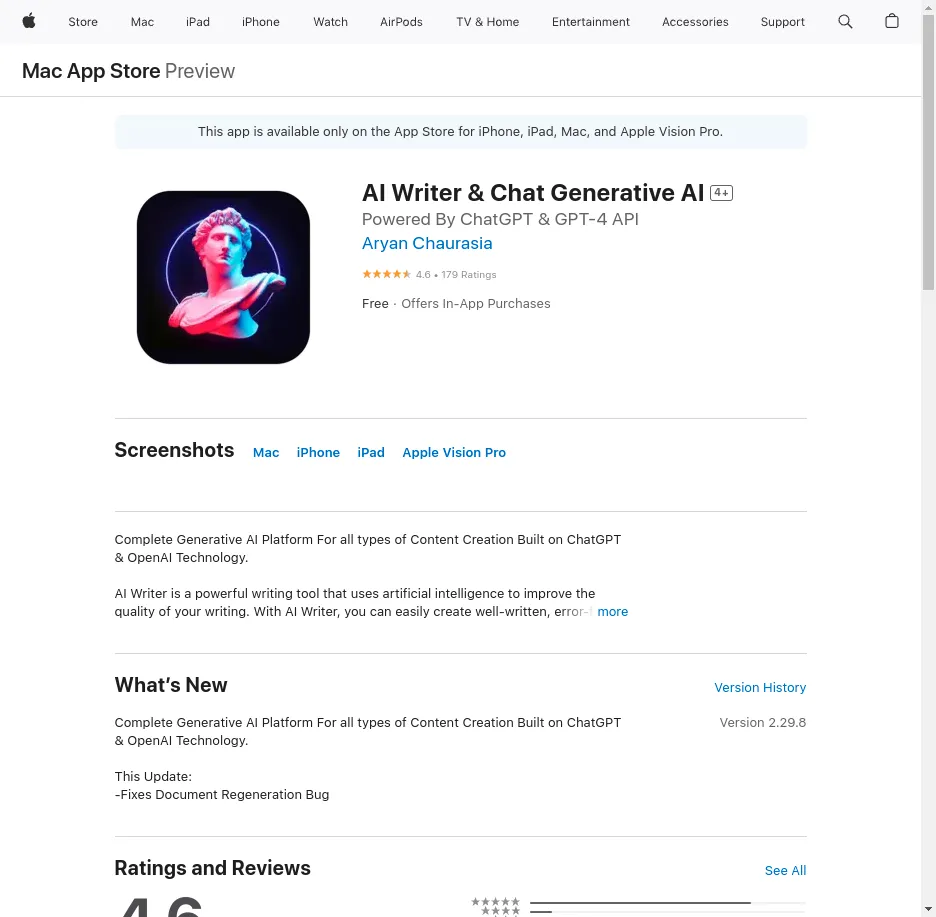 Store Mac iPad iPhone Watch AirPods TV & Home Entertainment Accessories Support
Mac App Store Preview
This app is available only on the App Store for iPhone, iPad, Mac, and Apple Vision Pro.
AI Writer & Chat Generative AI 4+
Powered By ChatGPT & GPT-4 API
Aryan Chaurasia
★★★★★ 4.6 • 179 Ratings
Free · Offers In-App Purchases
Screenshots Mac iPhone iPad Apple Vision Pro
Complete Generative AI Platform For all types of Content Creation Built on ChatGPT
& OpenAI Technology.
AI Writer is a powerful writing tool that uses artificial intelligence to improve the
quality of your writing. With AI Writer, you can easily create well-written, error- more
What's New Version History
Complete Generative AI Platform For all types of Content Creation Built on ChatGPT Version 2.29.8
& OpenAI Technology.
This Update:
-Fixes Document Regeneration Bug
Ratings and Reviews See All
4.6 ★★★★★
★★★★